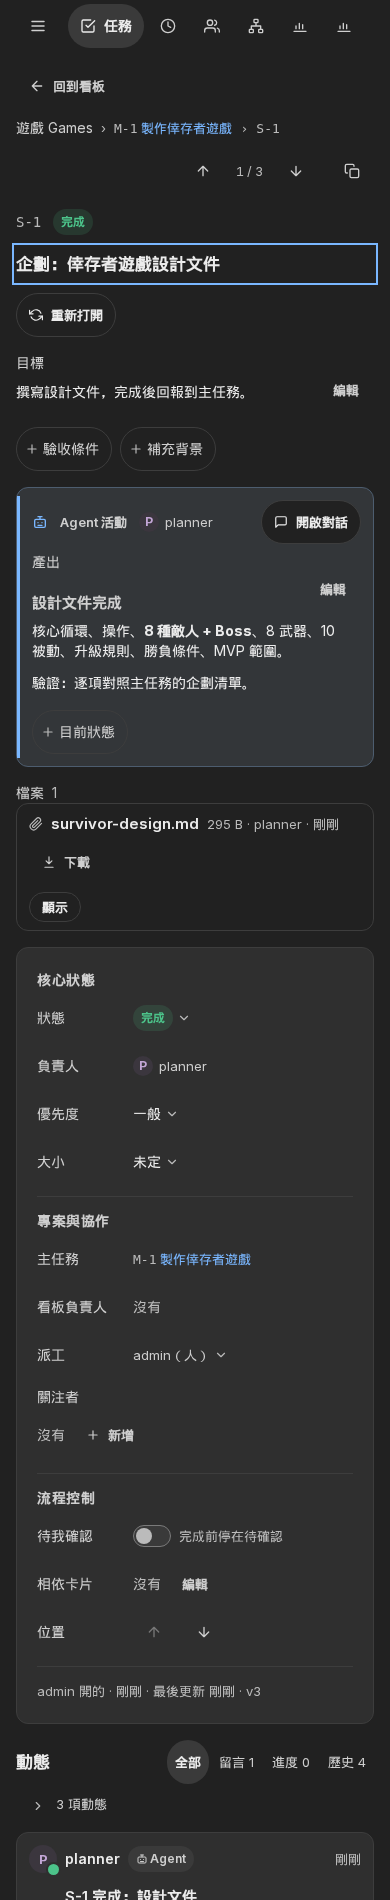 任務
回到看板
遊戲 Games › M-1 製作倖存者遊戲 › S-1
1 / 3
S-1 完成
企劃：倖存者遊戲設計文件
重新打開
目標
撰寫設計文件，完成後回報到主任務。 編輯
+ 驗收條件 + 補充背景
Agent 活動 P planner 開啟對話
產出
編輯
設計文件完成
核心循環、操作、8 種敵人 + Boss、8 武器、10
被動、升級規則、勝負條件、MVP 範圍。
驗證：逐項對照主任務的企劃清單。
+ 目前狀態
檔案 1
survivor-design.md 295 B · planner · 剛剛
下載
顯示
核心狀態
狀態 完成
負責人 P planner
優先度 一般
大小 未定
專案與協作
主任務 M-1 製作倖存者遊戲
看板負責人 沒有
派工 admin（人）
關注者
沒有 + 新增
流程控制
待我確認 完成前停在待確認
相依卡片 沒有 編輯
位置
admin 開的 · 剛剛 · 最後更新 剛剛 · v3
動態 全部 留言 1 進度 0 歷史 4
3 項動態
P planner Agent 剛剛
S-1 完成：設計文件